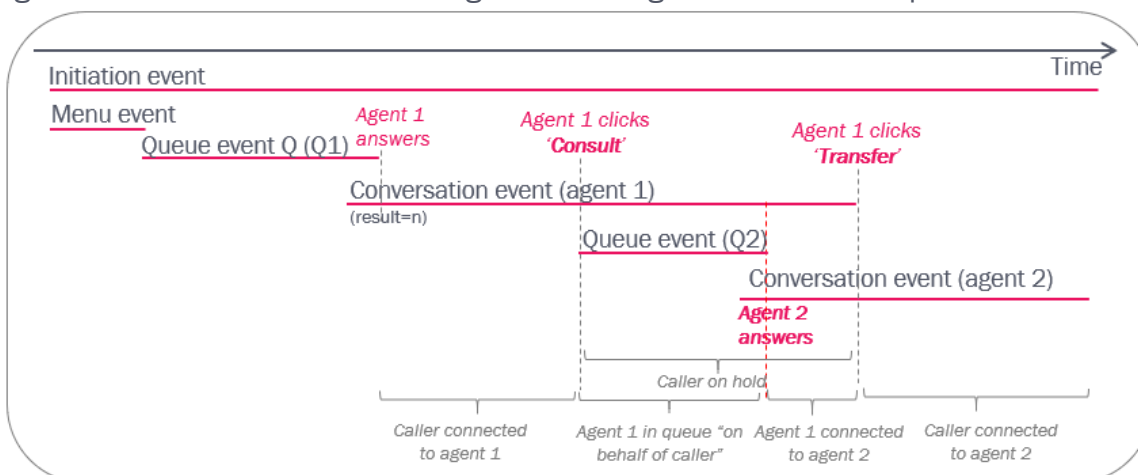 Time
Initiation event
Menu event
Agent 1
answers
Agent 1 clicks
‘Consult’
Agent 1 clicks
‘Transfer’
Queue event Q (Q1)
Conversation event (agent 1)
(result=n)
Queue event (Q2)
Conversation event (agent 2)
Agent 2
answers
Caller on hold
Caller connected
to agent 1
Agent 1 in queue “on
behalf of caller”
Agent 1 connected
to agent 2
Caller connected
to agent 2